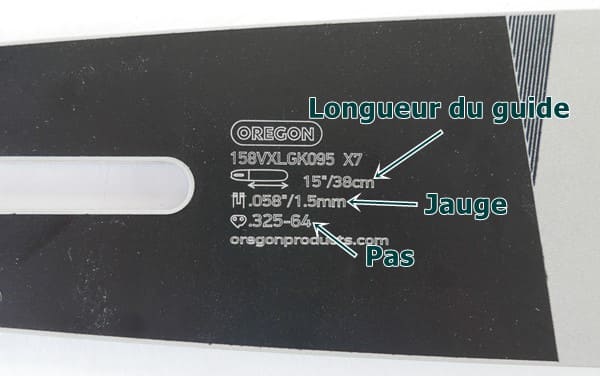 Longueur du guide
OREGON
158VXLGK095 X7
15"/38cm
.058"/1.5mm
Jauge
.325-64
oregonproducts.com
Pas